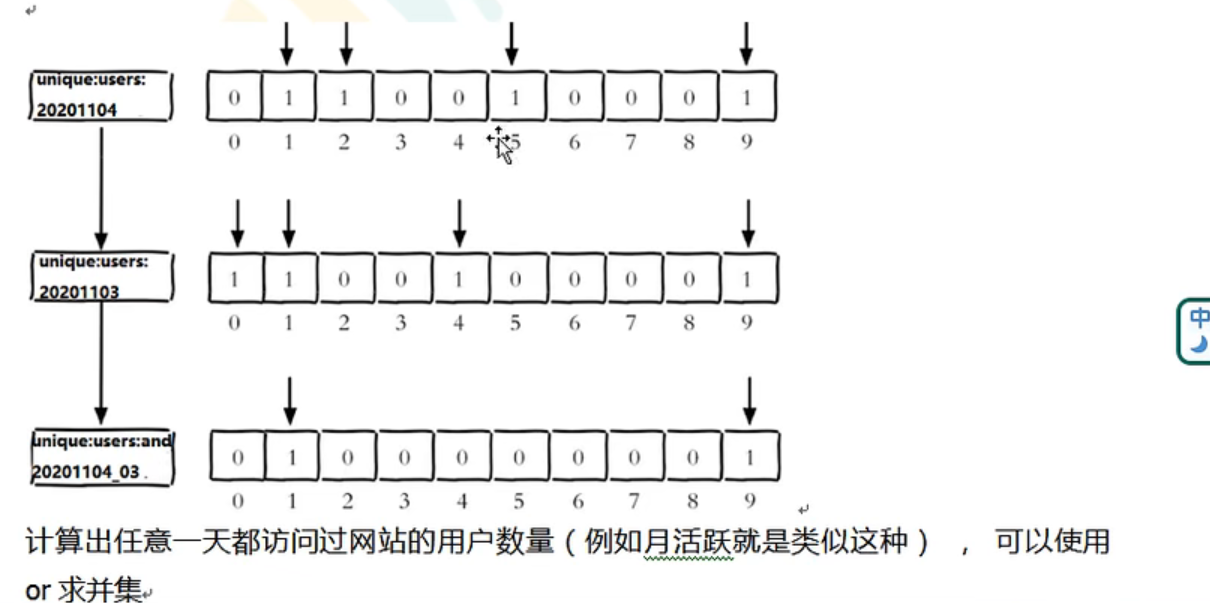 unique:users:
20201104
0 1 1 0 0 1 0 0 0 1
0 1 2 3 4 5 6 7 8 9
unique:users:
20201103
1 1 0 0 1 0 0 0 0 1
0 1 2 3 4 5 6 7 8 9
unique:users:and
20201104_03 .
0 1 0 0 0 0 0 0 0 1
0 1 2 3 4 5 6 7 8 9
计算出任意一天都访问过网站的用户数量（例如月活跃就是类似这种） ， 可以使用
or 求并集
中